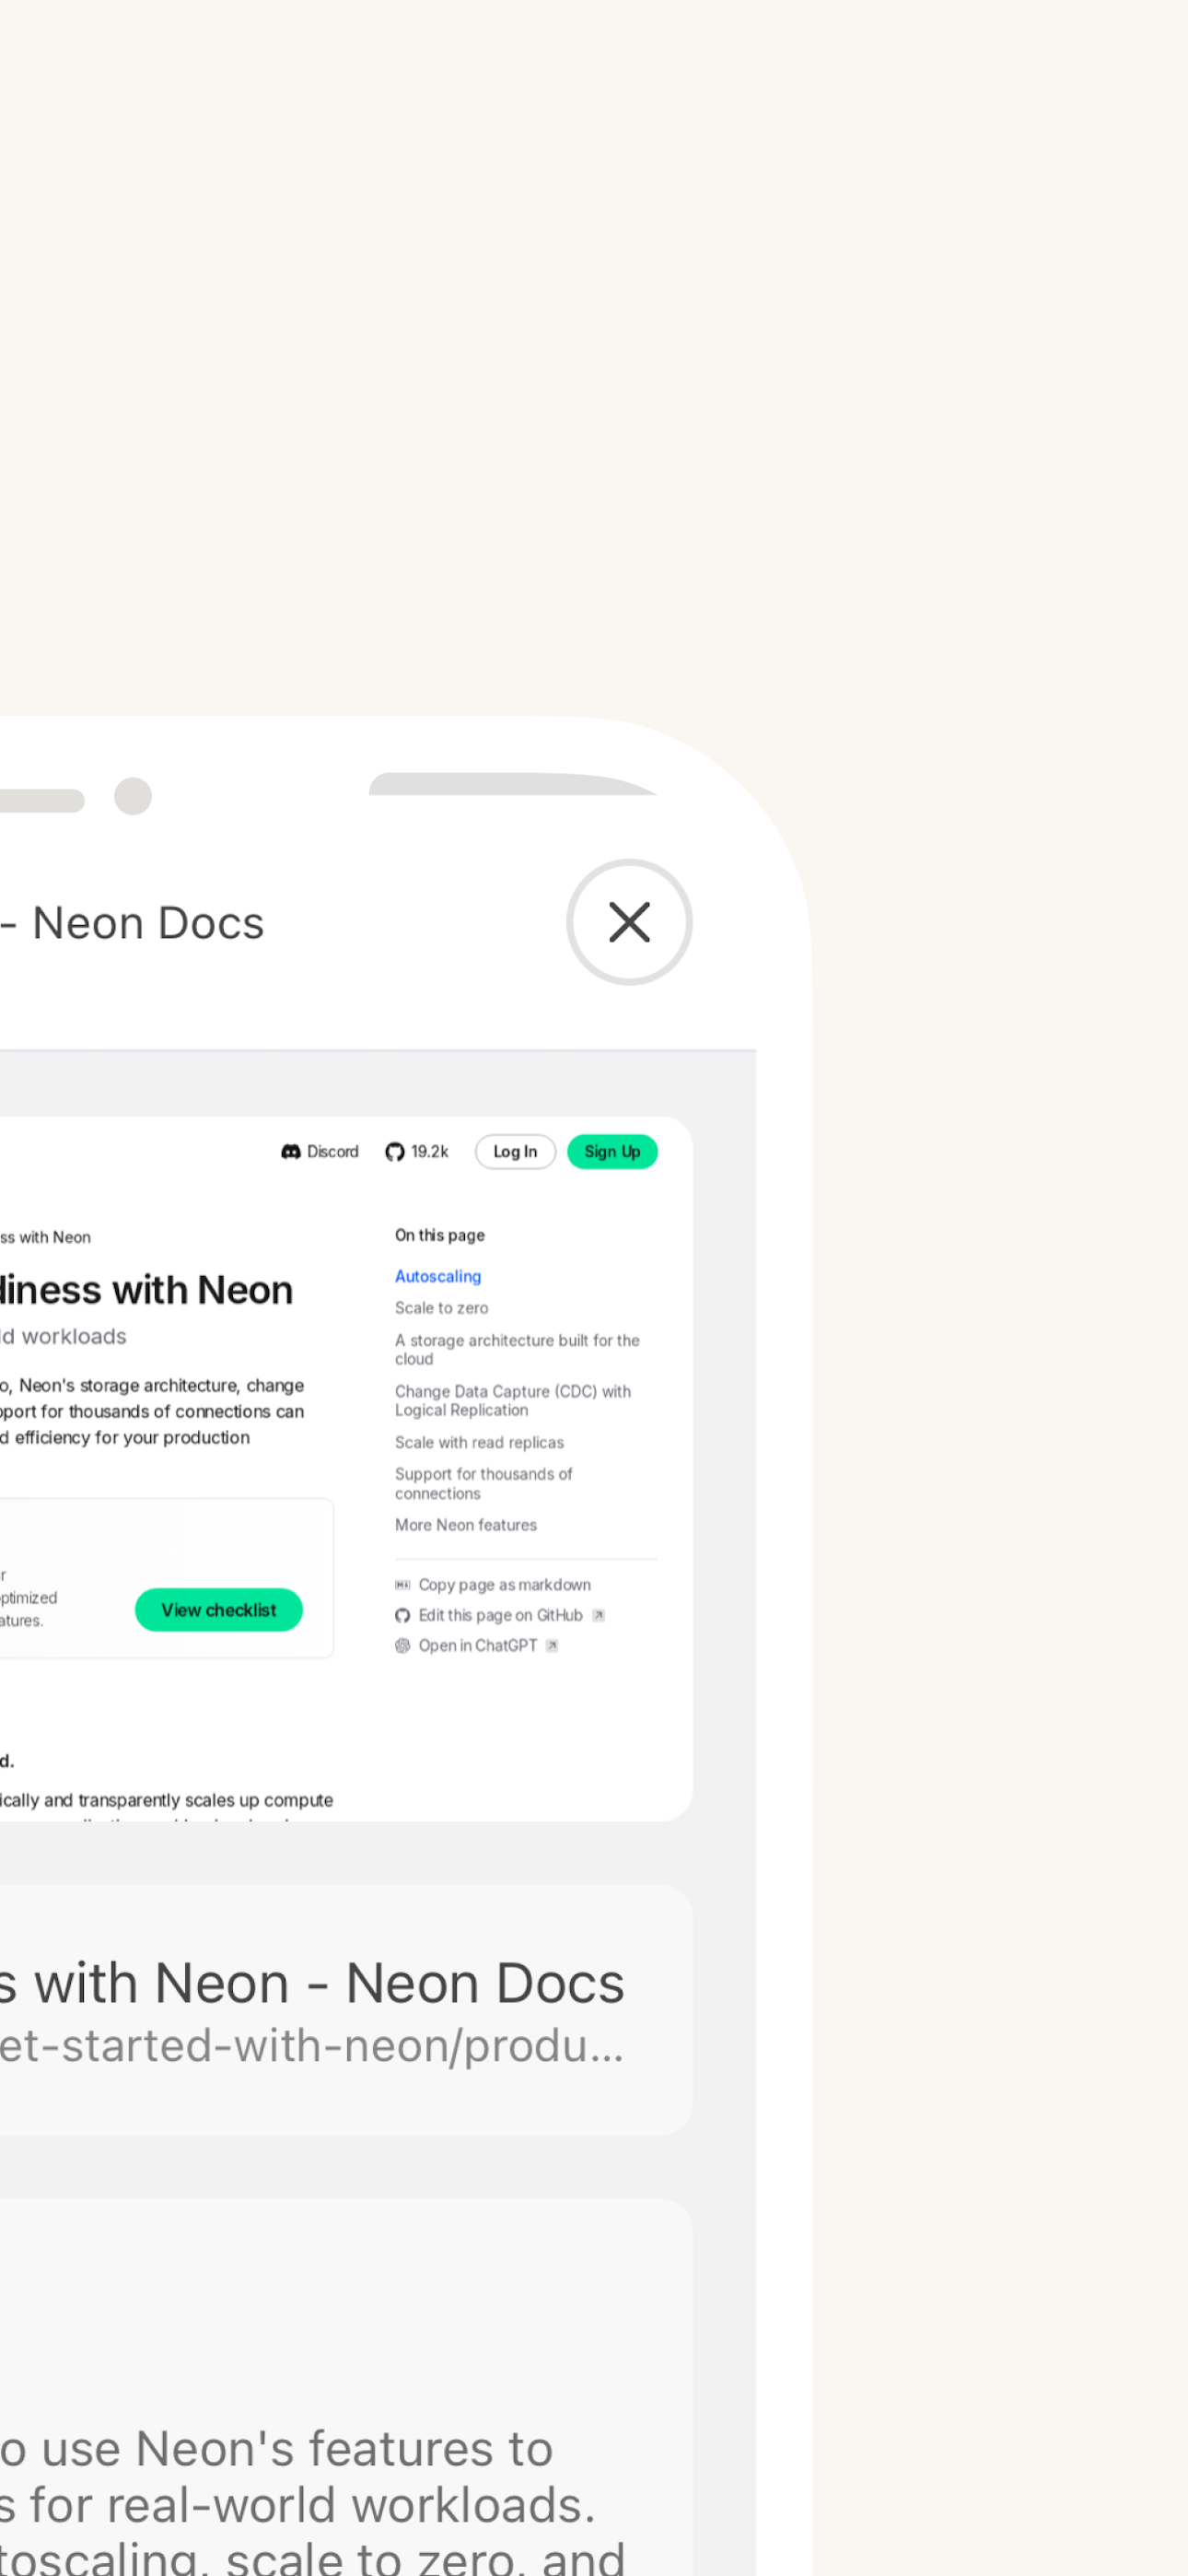 - Neon Docs
Discord 19.2k Log In Sign Up
ss with Neon
diness with Neon
ld workloads
o, Neon's storage architecture, change
pport for thousands of connections can
d efficiency for your production
r
ptimized
atures.
View checklist
d.
ically and transparently scales up compute
On this page
Autoscaling
Scale to zero
A storage architecture built for the
cloud
Change Data Capture (CDC) with
Logical Replication
Scale with read replicas
Support for thousands of
connections
More Neon features
Copy page as markdown
Edit this page on GitHub
Open in ChatGPT
s with Neon - Neon Docs
et-started-with-neon/produ...
o use Neon's features to
s for real-world workloads.
toscaling, scale to zero, and